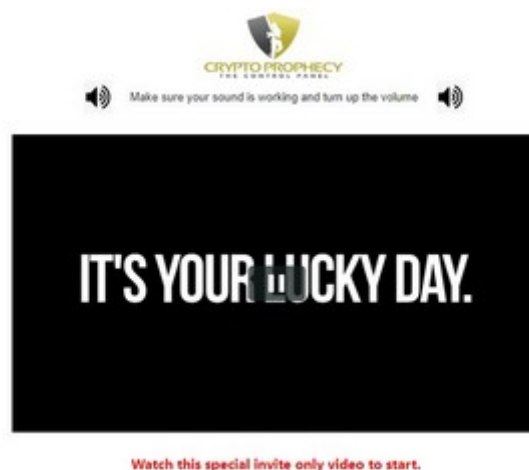 CRYPTO PROPHECY
THE CONTROL PANEL
Make sure your sound is working and turn up the volume
IT'S YOUR LUCKY DAY.
Watch this special invite only video to start.